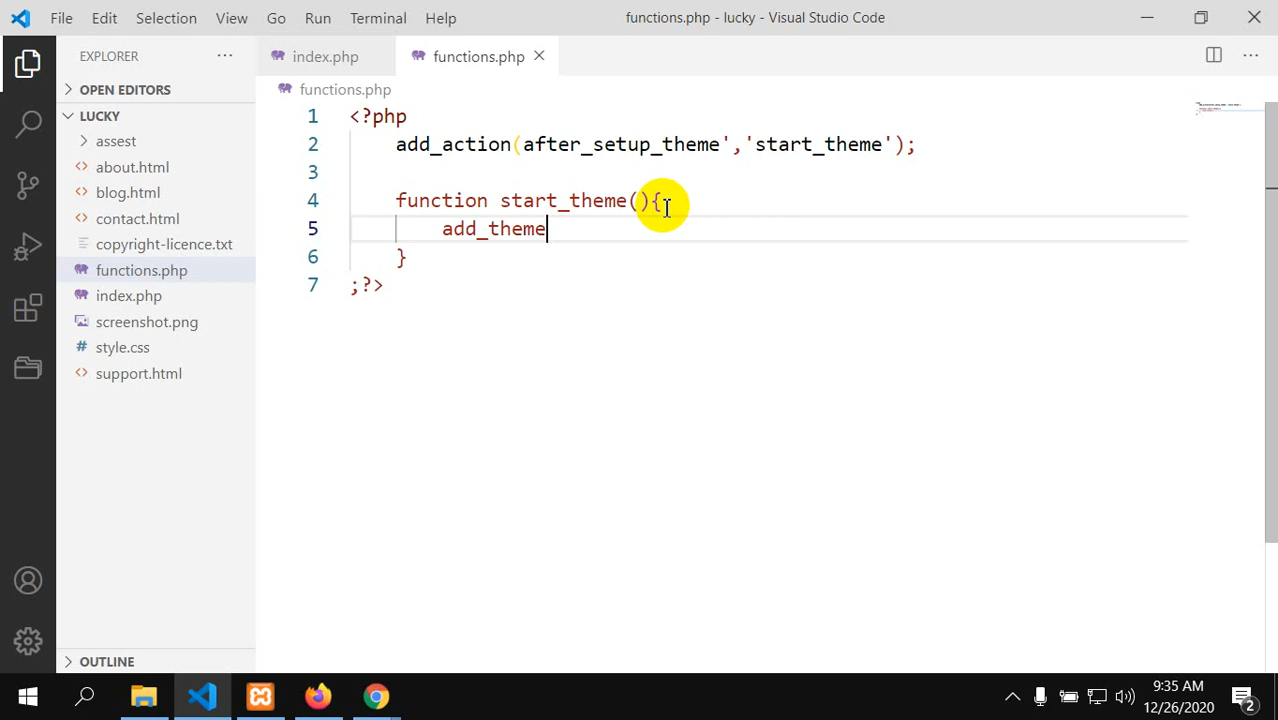 File Edit Selection View Go Run Terminal Help functions.php - lucky - Visual Studio Code
EXPLORER
OPEN EDITORS
LUCKY
assest
about.html
blog.html
contact.html
copyright-licence.txt
functions.php
index.php
screenshot.png
style.css
support.html
OUTLINE
index.php functions.php
functions.php
1 <?php
2 add_action(after_setup_theme','start_theme');
3
4 function start_theme(){
5 add_theme
6 }
7 ;?>
9:35 AM
12/26/2020
2